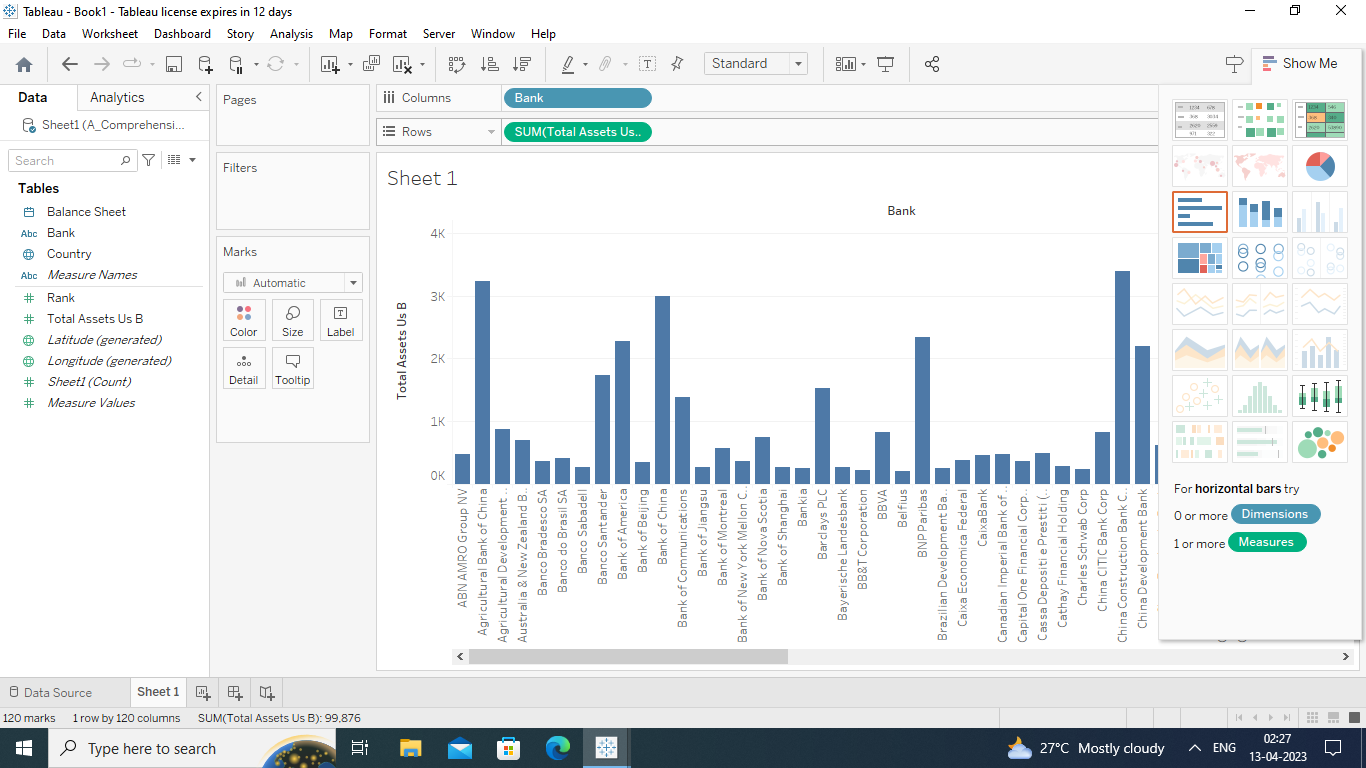 Tableau - Book1 - Tableau license expires in 12 days
File Data Worksheet Dashboard Story Analysis Map Format Server Window Help
Standard
Show Me
Data Analytics
Sheet1 (A_Comprehensi...
Search
Tables
Balance Sheet
Abc Bank
Country
Abc Measure Names
Rank
Total Assets Us B
Latitude (generated)
Longitude (generated)
Sheet1 (Count)
Measure Values
Pages
Filters
Marks
Automatic
Color Size Label
Detail Tooltip
Columns Bank
Rows SUM(Total Assets Us..
Sheet 1
Bank
Total Assets Us B
4K
3K
2K
1K
0K
ABN AMRO Group NV
Agricultural Bank of China
Agricultural Development...
Australia & New Zealand B..
Banco Bradesco SA
Banco do Brasil SA
Banco Sabadell
Banco Santander
Bank of America
Bank of Beijing
Bank of China
Bank of Communications
Bank of Jiangsu
Bank of Montreal
Bank of New York Mellon C..
Bank of Nova Scotia
Bank of Shanghai
Bankia
Barclays PLC
Bayerische Landesbank
BB&T Corporation
BBVA
Belfius
BNP Paribas
Brazilian Development Ba..
Caixa Economica Federal
CaixaBank
Canadian Imperial Bank of ..
Capital One Financial Corp..
Cassa Depositi e Prestiti (..
Cathay Financial Holding
Charles Schwab Corp
China CITIC Bank Corp
China Construction Bank C..
China Development Bank
For horizontal bars try
0 or more Dimensions
1 or more Measures
Data Source Sheet 1
120 marks 1 row by 120 columns SUM(Total Assets Us B): 99,876
Type here to search
27°C Mostly cloudy
ENG
02:27
13-04-2023